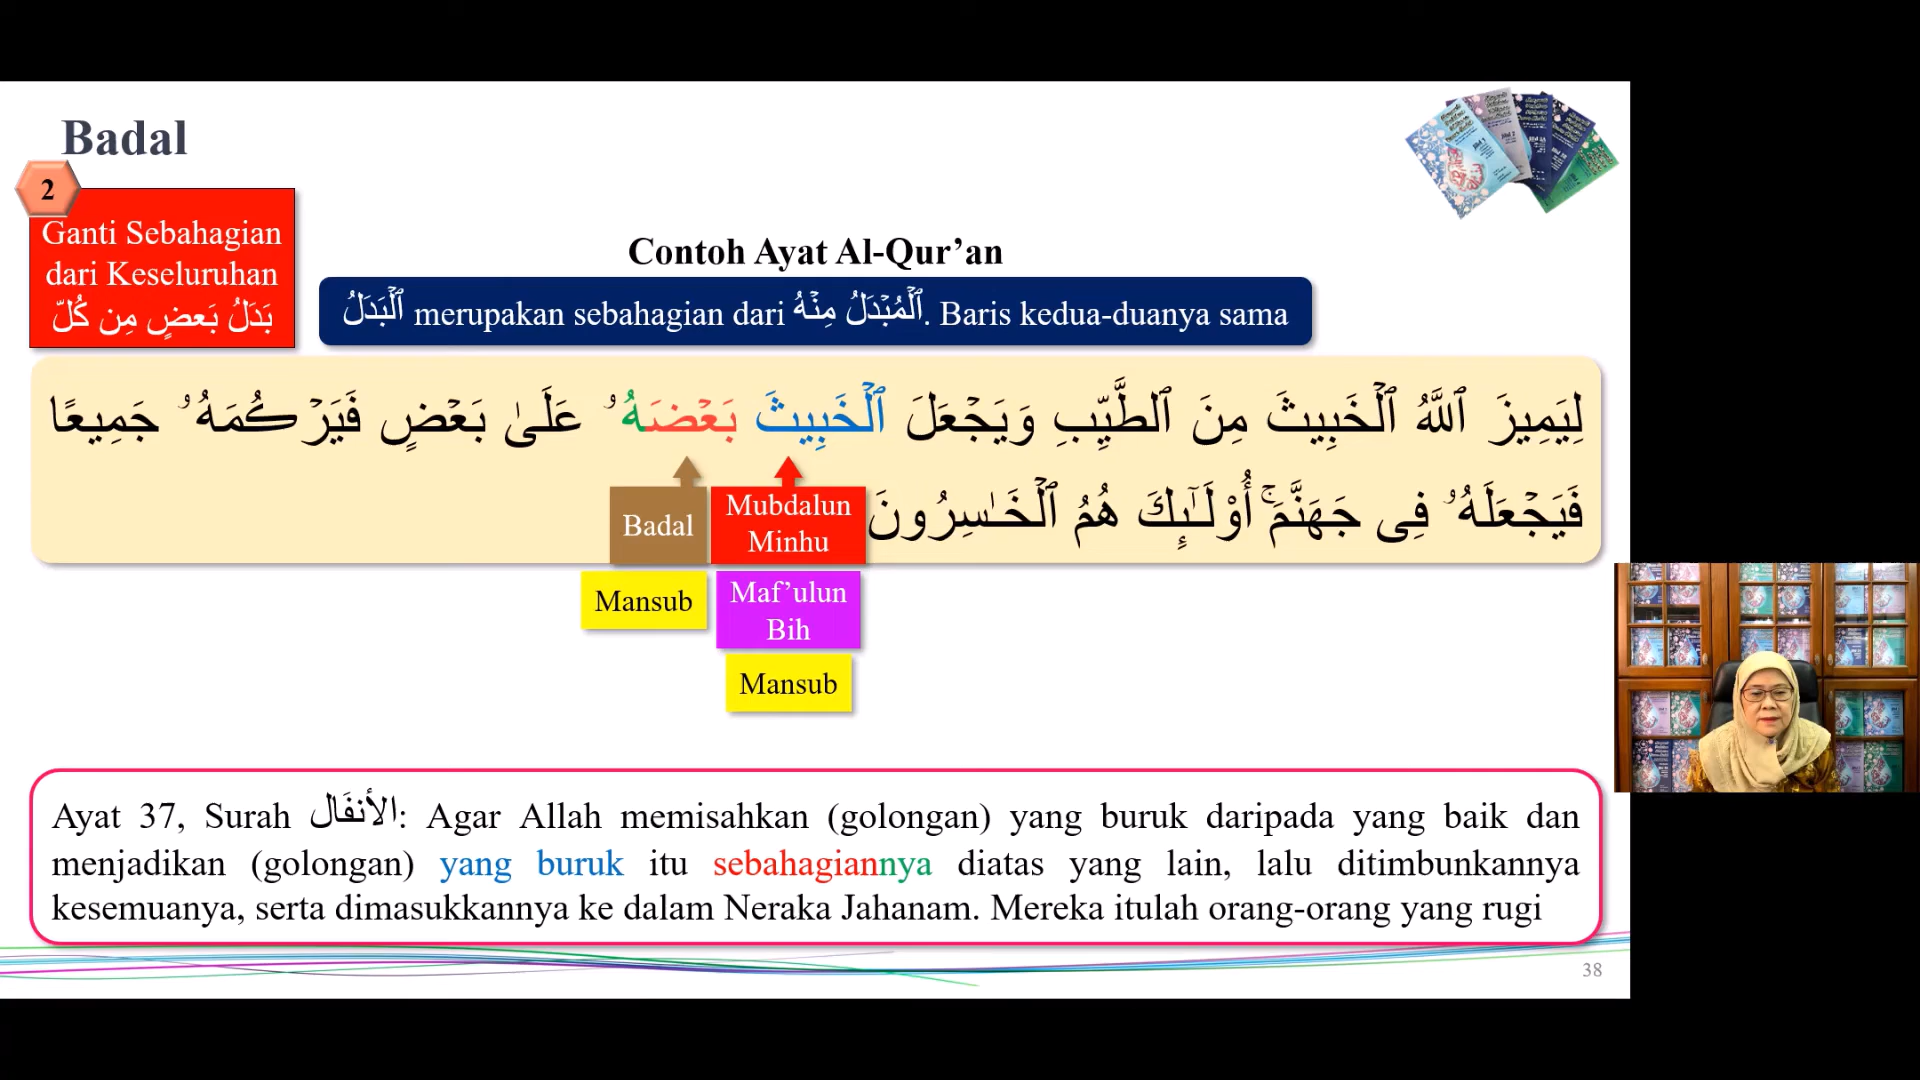 Badal
2
Ganti Sebahagian
dari Keseluruhan
بَدَلُ بَعضٍ مِن كُلّ
Contoh Ayat Al-Qur’an
ٱلْبَدَلُ merupakan sebahagian dari ٱلْمُبْدَلُ مِنْهُ. Baris kedua-duanya sama
لِيَمِيزَ ٱللَّهُ ٱلْخَبِيثَ مِنَ ٱلطَّيِّبِ وَيَجْعَلَ ٱلْخَبِيثَ بَعْضَهُۥ عَلَىٰ بَعْضٍ فَيَرْكُمَهُۥ جَمِيعًا
فَيَجْعَلَهُۥ فِى جَهَنَّمَ ۚ أُوْلَـٰٓئِكَ هُمُ ٱلْخَـٰسِرُونَ
Badal
Mubdalun
Minhu
Mansub
Maf’ulun
Bih
Mansub
Ayat 37, Surah الأنفَال: Agar Allah memisahkan (golongan) yang buruk daripada yang baik dan
menjadikan (golongan) yang buruk itu sebahagiannya diatas yang lain, lalu ditimbunkannya
kesemuanya, serta dimasukkannya ke dalam Neraka Jahanam. Mereka itulah orang-orang yang rugi
38